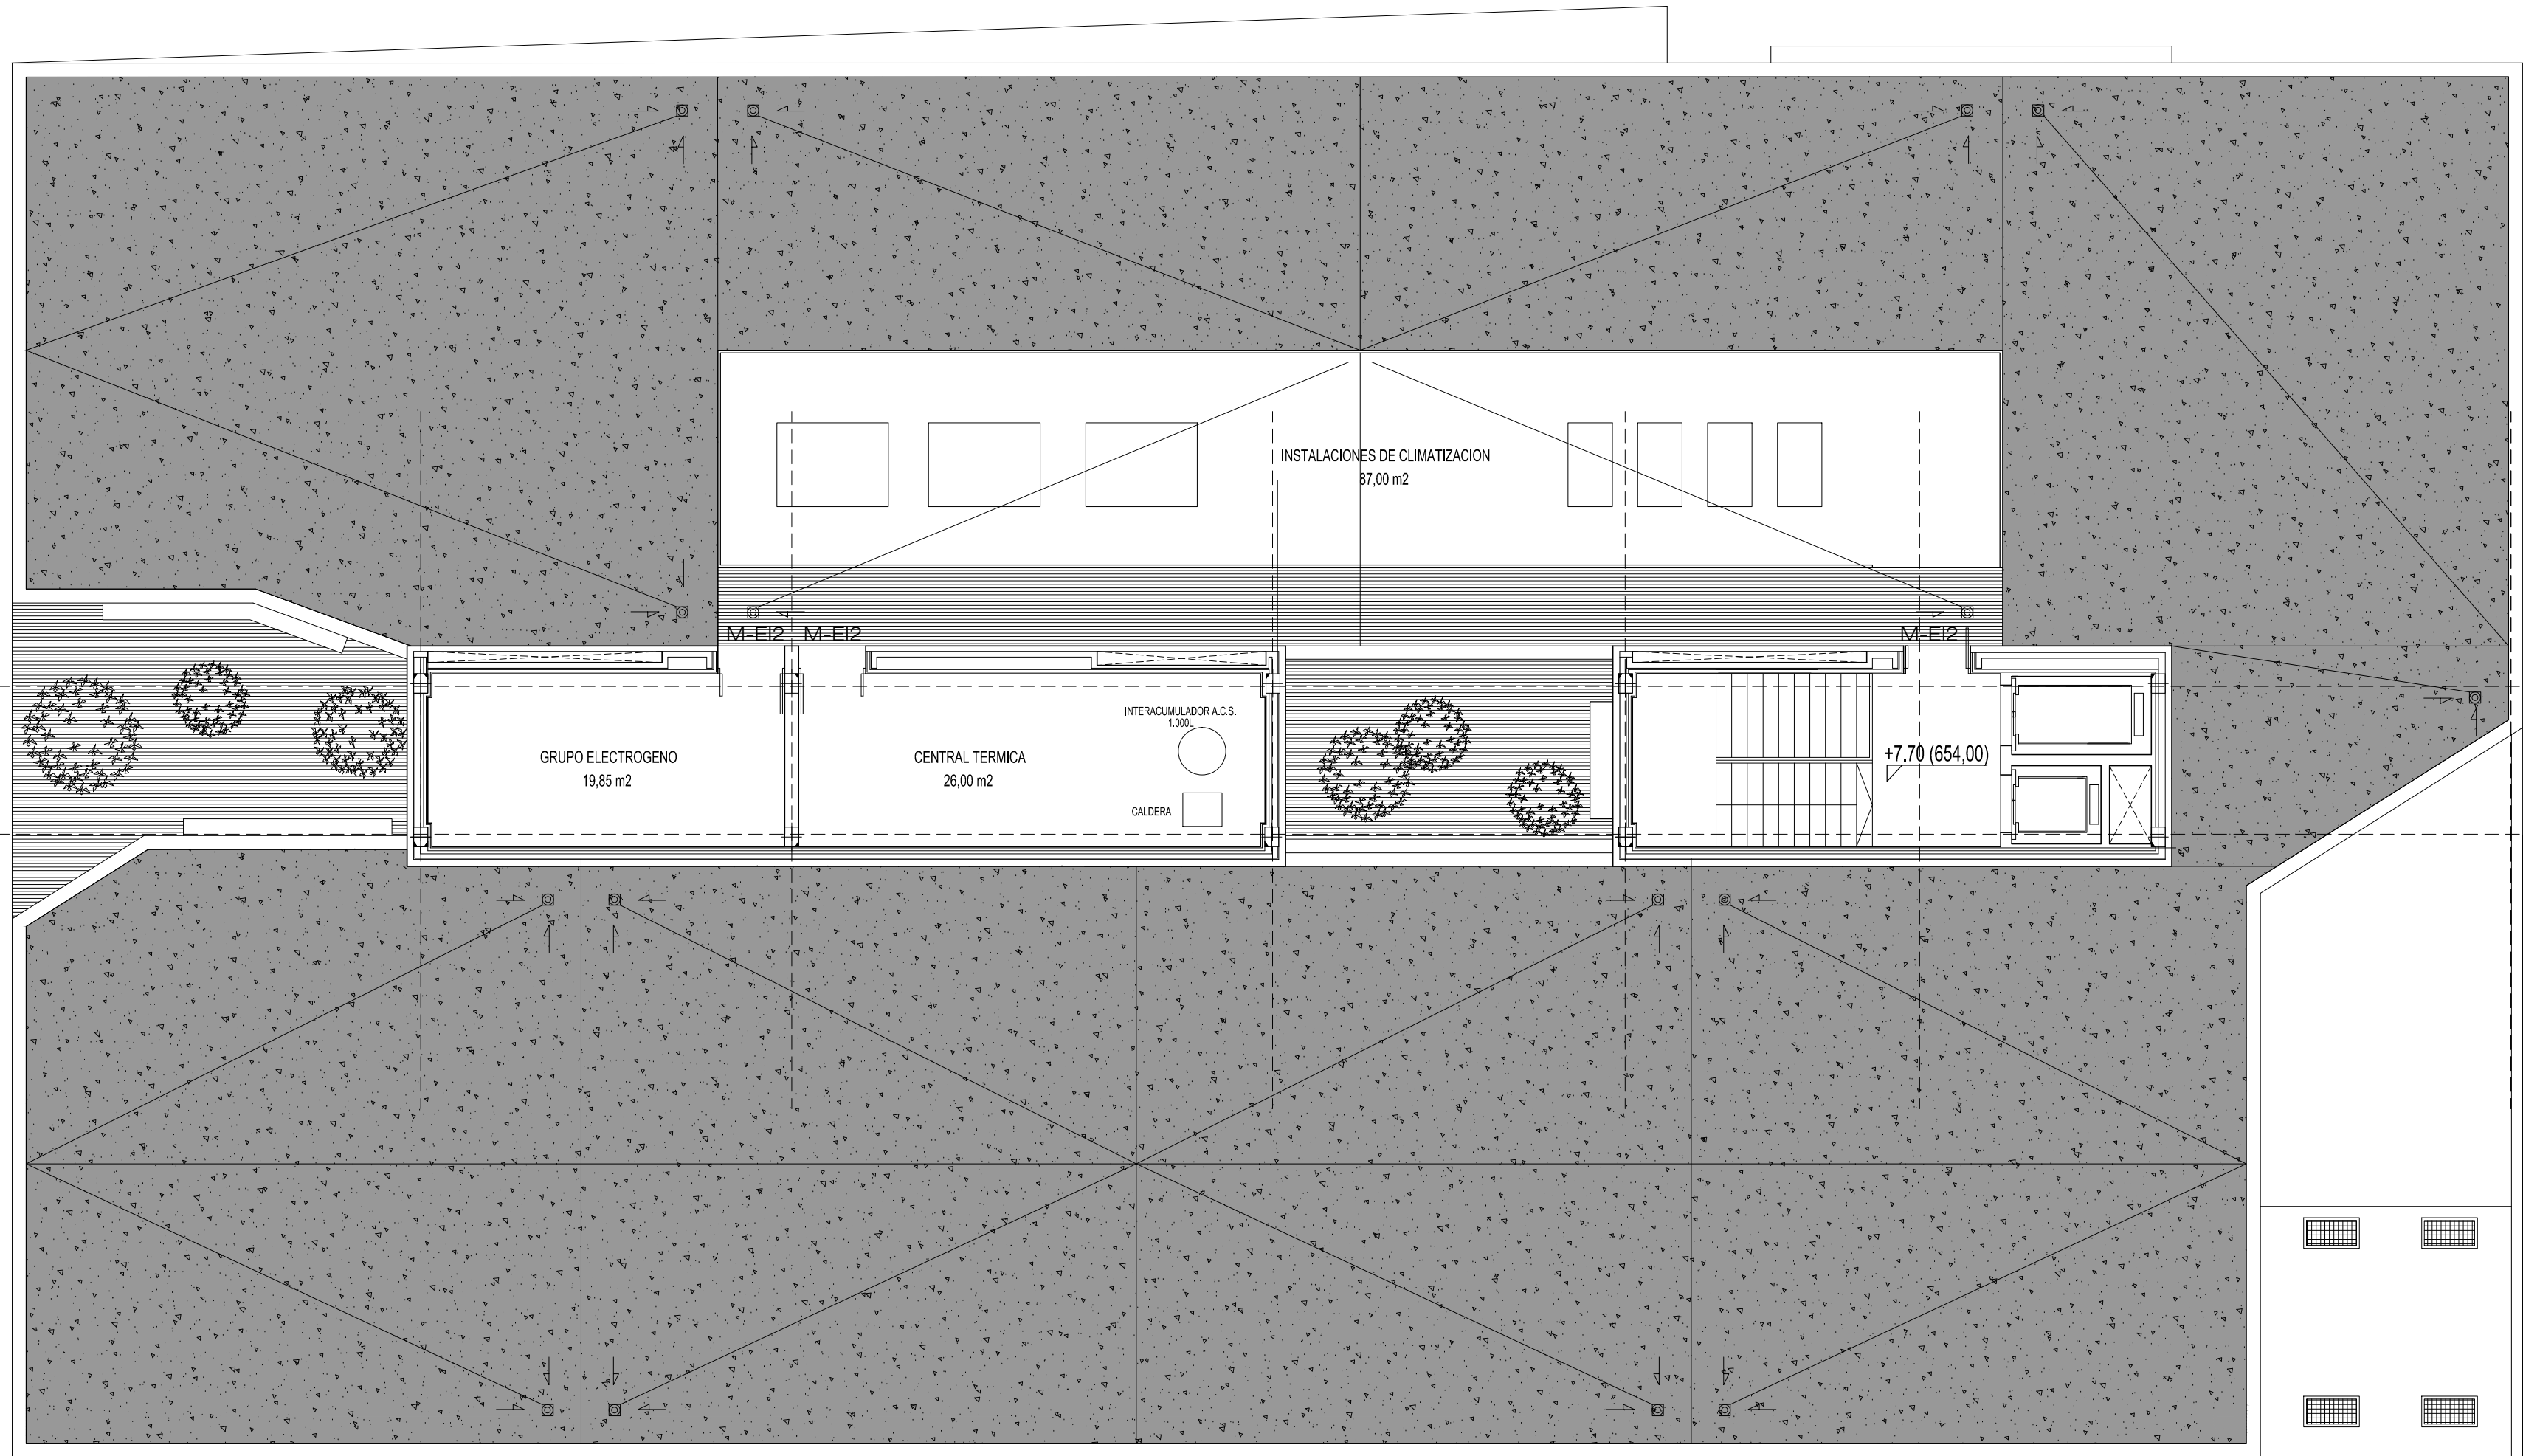 INSTALACIONES DE CLIMATIZACION
87,00 m2
M-EI2
M-EI2
M-EI2
INTERACUMULADOR A.C.S.
1.000L
GRUPO ELECTROGENO
19,85 m2
CENTRAL TERMICA
26,00 m2
+7.70 (654,00)
CALDERA